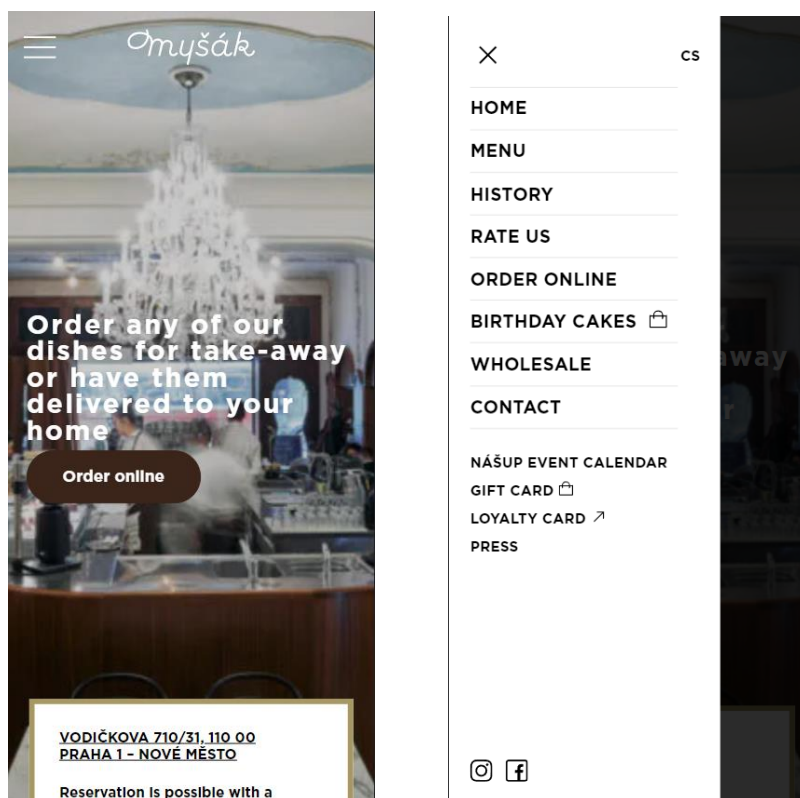 myšák
Order any of our
dishes for take-away
or have them
delivered to your
home
Order online
VODIČKOVA 710/31, 110 00
PRAHA 1 – NOVÉ MĚSTO
Reservation is possible with a
CS
HOME
MENU
HISTORY
RATE US
ORDER ONLINE
BIRTHDAY CAKES
WHOLESALE
CONTACT
NÁŠUP EVENT CALENDAR
GIFT CARD
LOYALTY CARD
PRESS
away
r